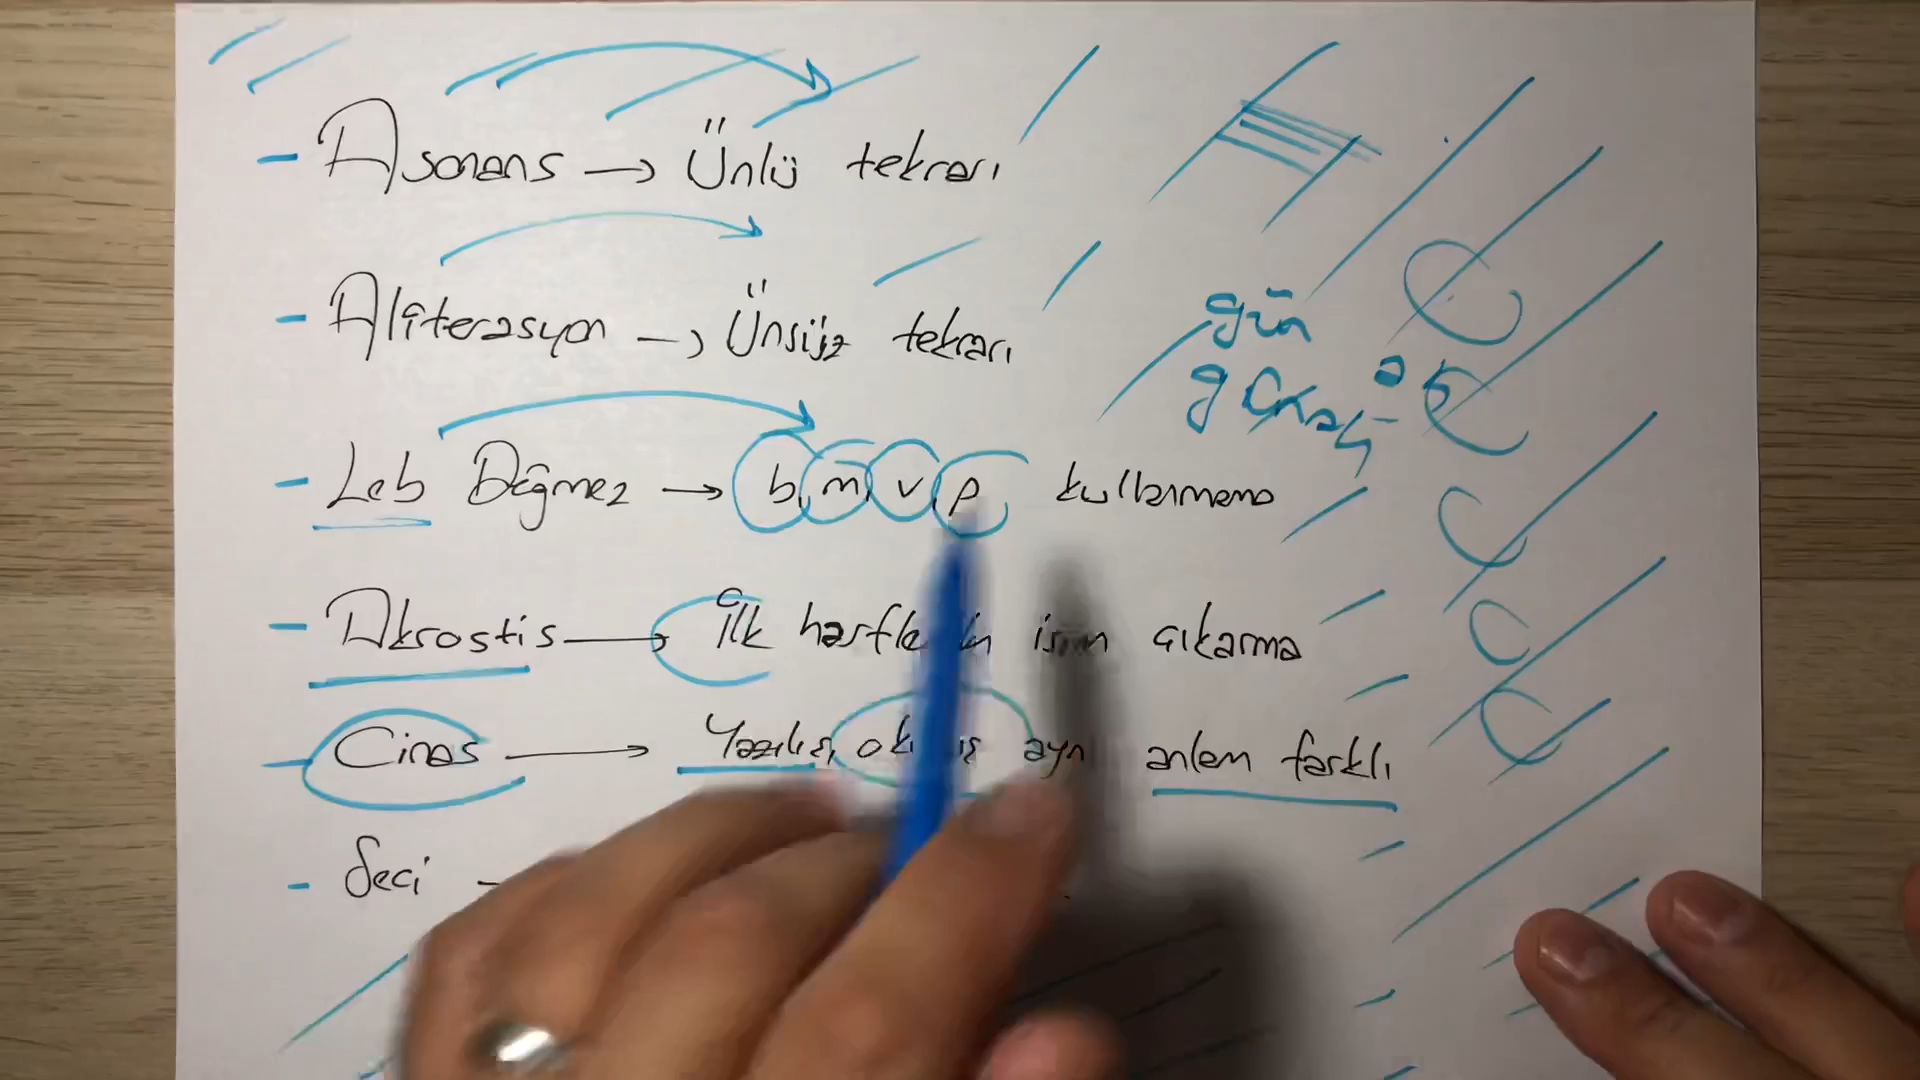 - Asonans → Ünlü tekrarı
- Aliterasyon → Ünsüz tekrarı
gün
- Leb Değmez → b, m, v, p kullanmama
- Akrostis → İlk harflerin isim çıkarma
- Cinas → Yazılış, okunuş aynı anlam farklı
- Seci -